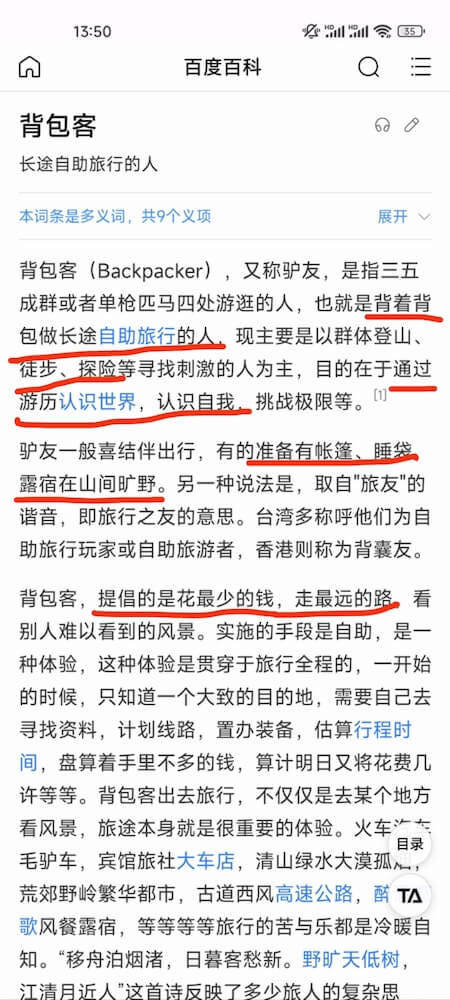 13:50
HD
HD
35
百度百科
背包客
长途自助旅行的人
本词条是多义词，共9个义项
展开
背包客（Backpacker），又称驴友，是指三五
成群或者单枪匹马四处游逛的人，也就是背着背
包做长途自助旅行的人，现主要是以群体登山、
徒步、探险等寻找刺激的人为主，目的在于通过
游历认识世界，认识自我，挑战极限等。[1]
驴友一般喜结伴出行，有的准备有帐篷、睡袋
露宿在山间旷野。另一种说法是，取自"旅友"的
谐音，即旅行之友的意思。台湾多称呼他们为自
助旅行玩家或自助旅游者，香港则称为背囊友。
背包客，提倡的是花最少的钱，走最远的路，看
别人难以看到的风景。实施的手段是自助，是一
种体验，这种体验是贯穿于旅行全程的，一开始
的时候，只知道一个大致的目的地，需要自己去
寻找资料，计划线路，置办装备，估算行程时
间，盘算着手里不多的钱，算计明日又将花费几
许等等。背包客出去旅行，不仅仅是去某个地方
看风景，旅途本身就是很重要的体验。火车汽车
毛驴车，宾馆旅社大车店，清山绿水大漠孤烟，
荒郊野岭繁华都市，古道西风高速公路，醉
歌风餐露宿，等等等等旅行的苦与乐都是冷暖自
知。“移舟泊烟渚，日暮客愁新。野旷天低树，
江清月近人”这首诗反映了多少旅人的复杂思
目录
TA